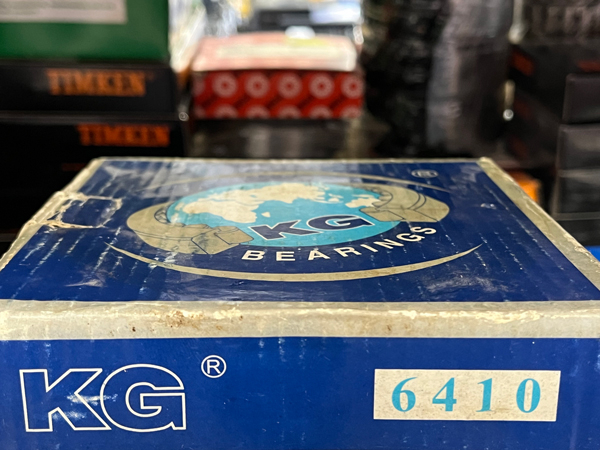 TIMKEN
TIMKEN
KG
BEARINGS
®
KG®
6410